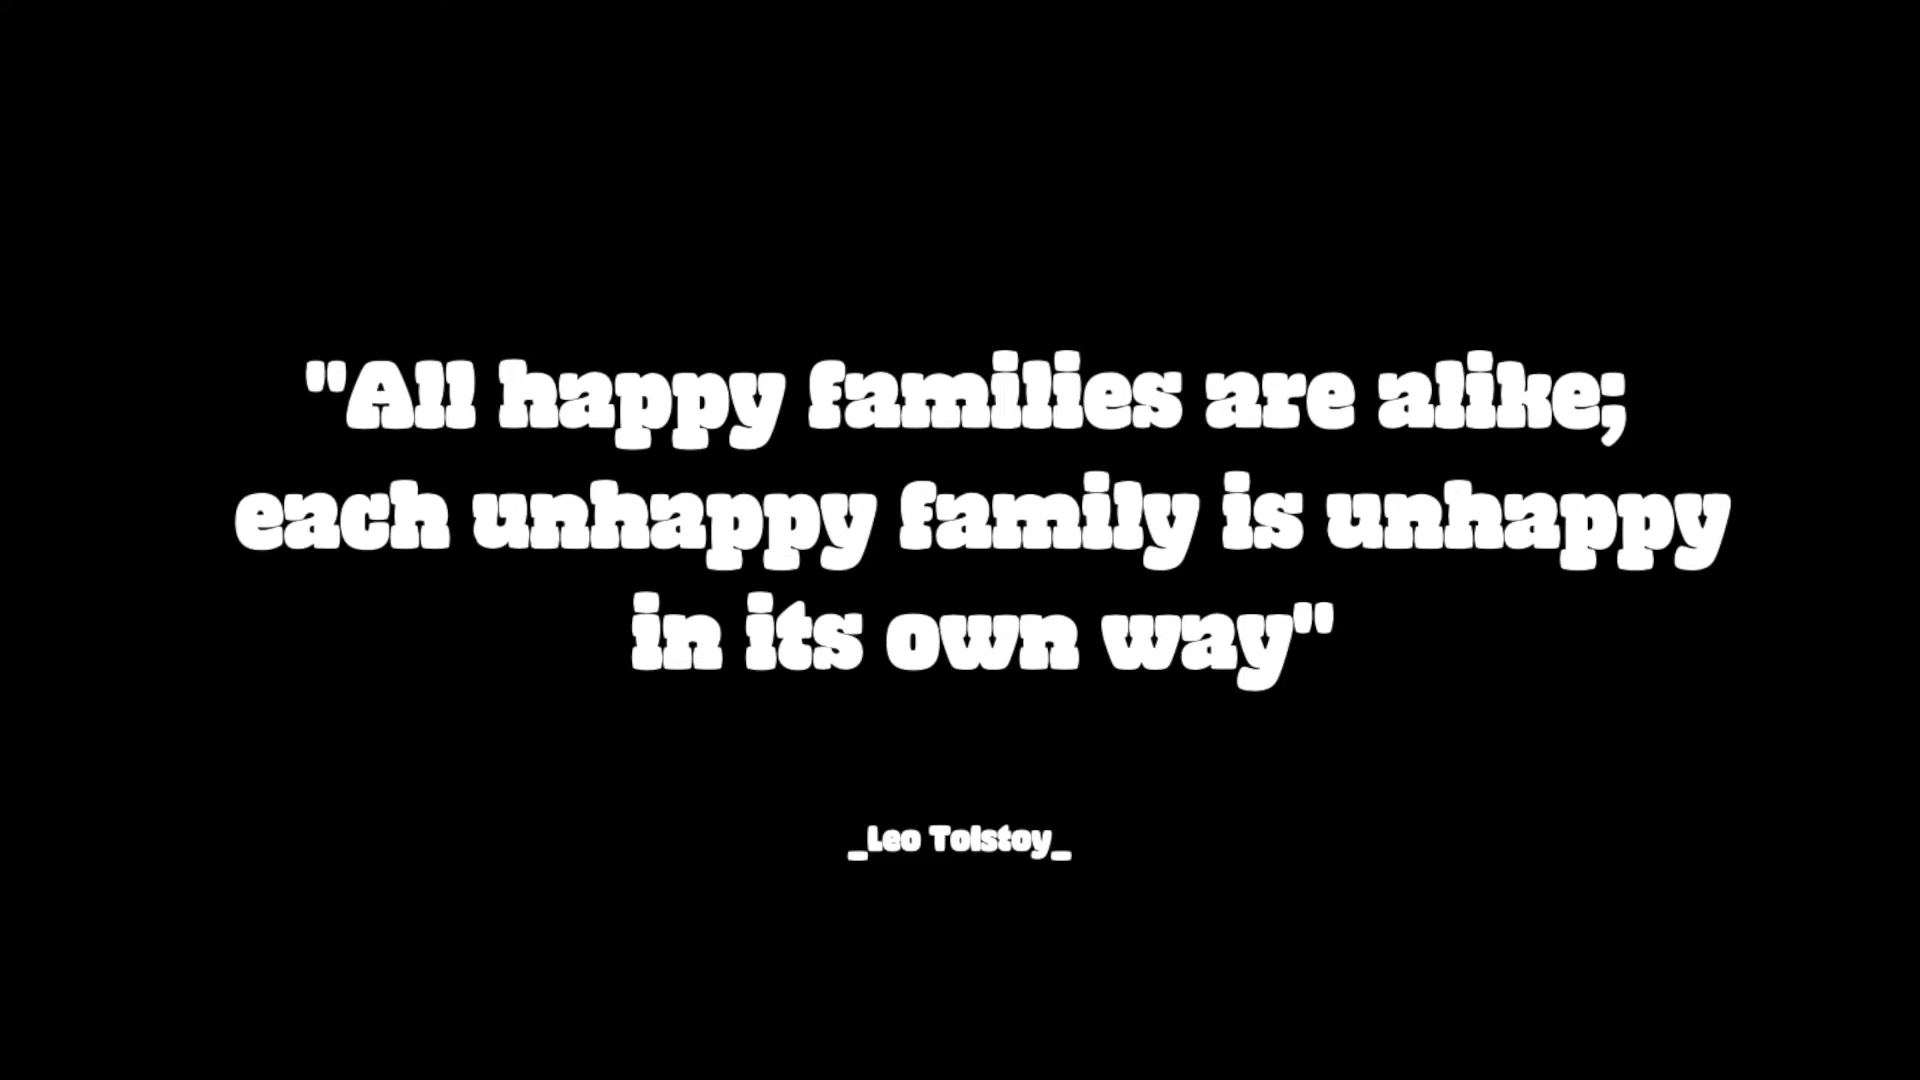 "All happy families are alike;
each unhappy family is unhappy
in its own way"
_Leo Tolstoy_